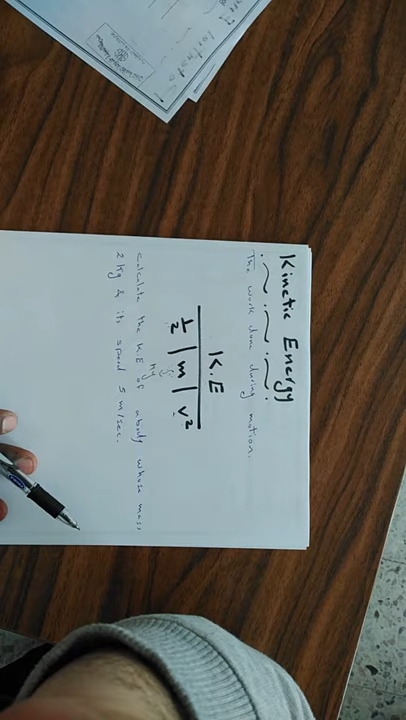 Kinetic Energy
The work done during motion.
K.E
1/2 | m | v²
Kg
Calculate the K.E of a body whose mass
2 Kg & its speed 5 m/sec.